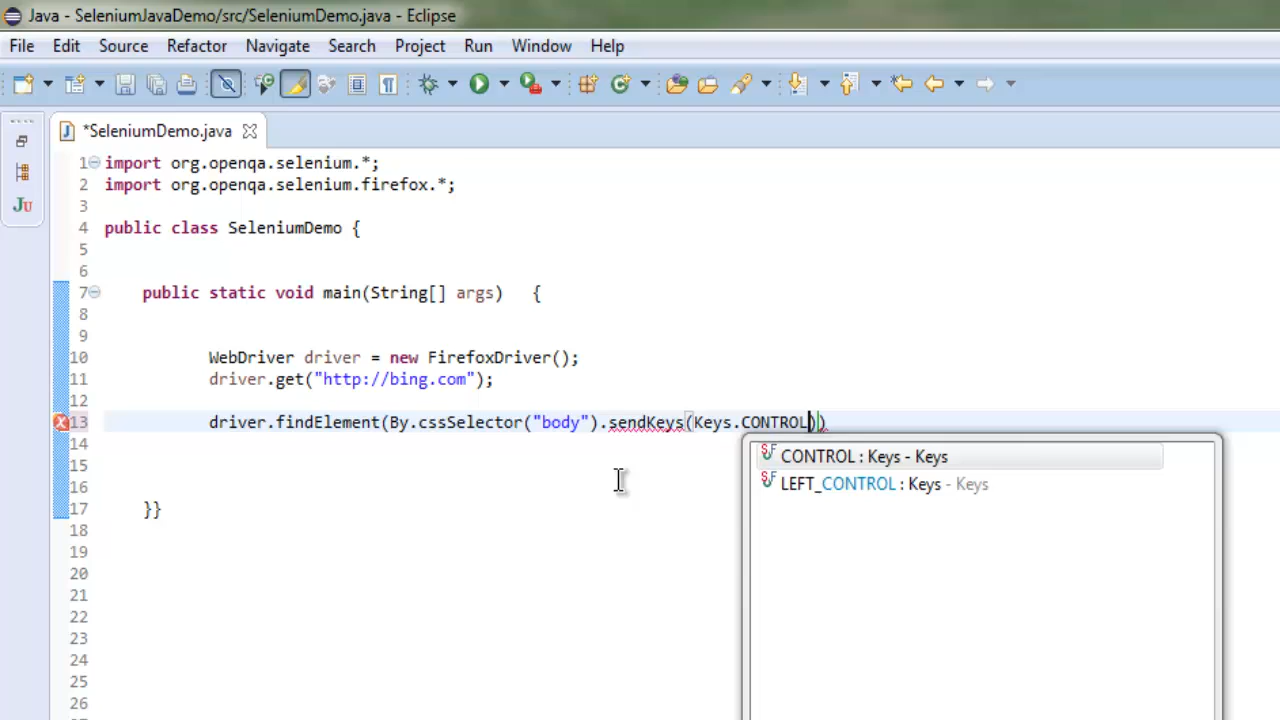 Java - SeleniumJavaDemo/src/SeleniumDemo.java - Eclipse
File Edit Source Refactor Navigate Search Project Run Window Help
*SeleniumDemo.java
1 import org.openqa.selenium.*;
2 import org.openqa.selenium.firefox.*;
3
4 public class SeleniumDemo {
5
6
7 public static void main(String[] args) {
8
9
10 WebDriver driver = new FirefoxDriver();
11 driver.get("http://bing.com");
12
13 driver.findElement(By.cssSelector("body").sendKeys(Keys.CONTROL))
CONTROL : Keys - Keys
LEFT_CONTROL : Keys - Keys
14
15
16
17 }}
18
19
20
21
22
23
24
25
26
JU